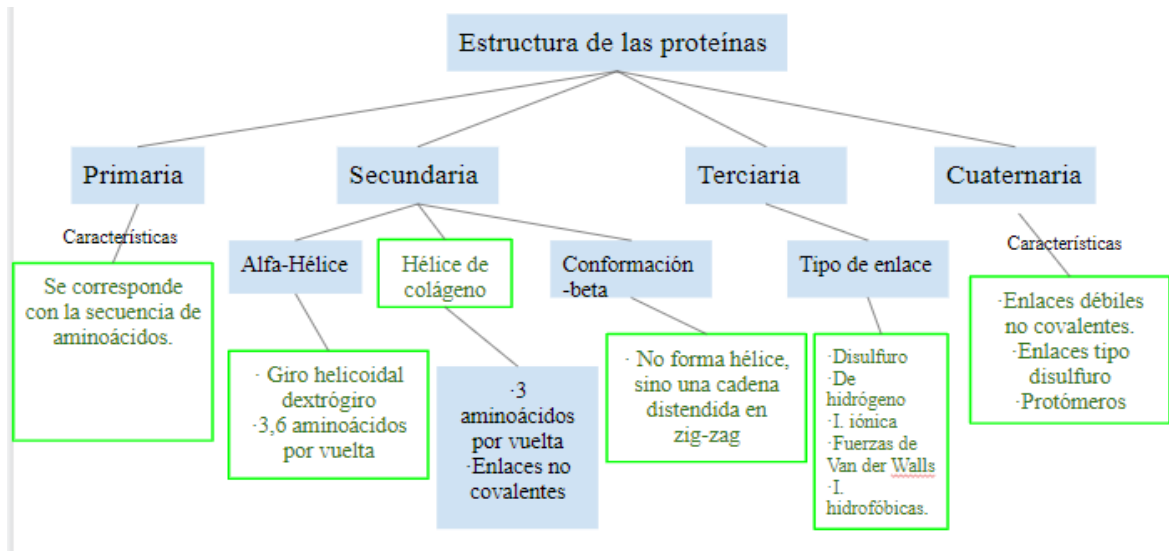 Estructura de las proteínas
Primaria
Secundaria
Terciaria
Cuaternaria
Características
Se corresponde
con la secuencia de
aminoácidos.
Alfa-Hélice
Hélice de
colágeno
Conformación
-beta
Tipo de enlace
Características
· Giro helicoidal
dextrógiro
·3,6 aminoácidos
por vuelta
·3
aminoácidos
por vuelta
·Enlaces no
covalentes
· No forma hélice,
sino una cadena
distendida en
zig-zag
·Disulfuro
·De
hidrógeno
·I. iónica
·Fuerzas de
Van der Walls
·I.
hidrofóbicas.
·Enlaces débiles
no covalentes.
·Enlaces tipo
disulfuro
·Protómeros